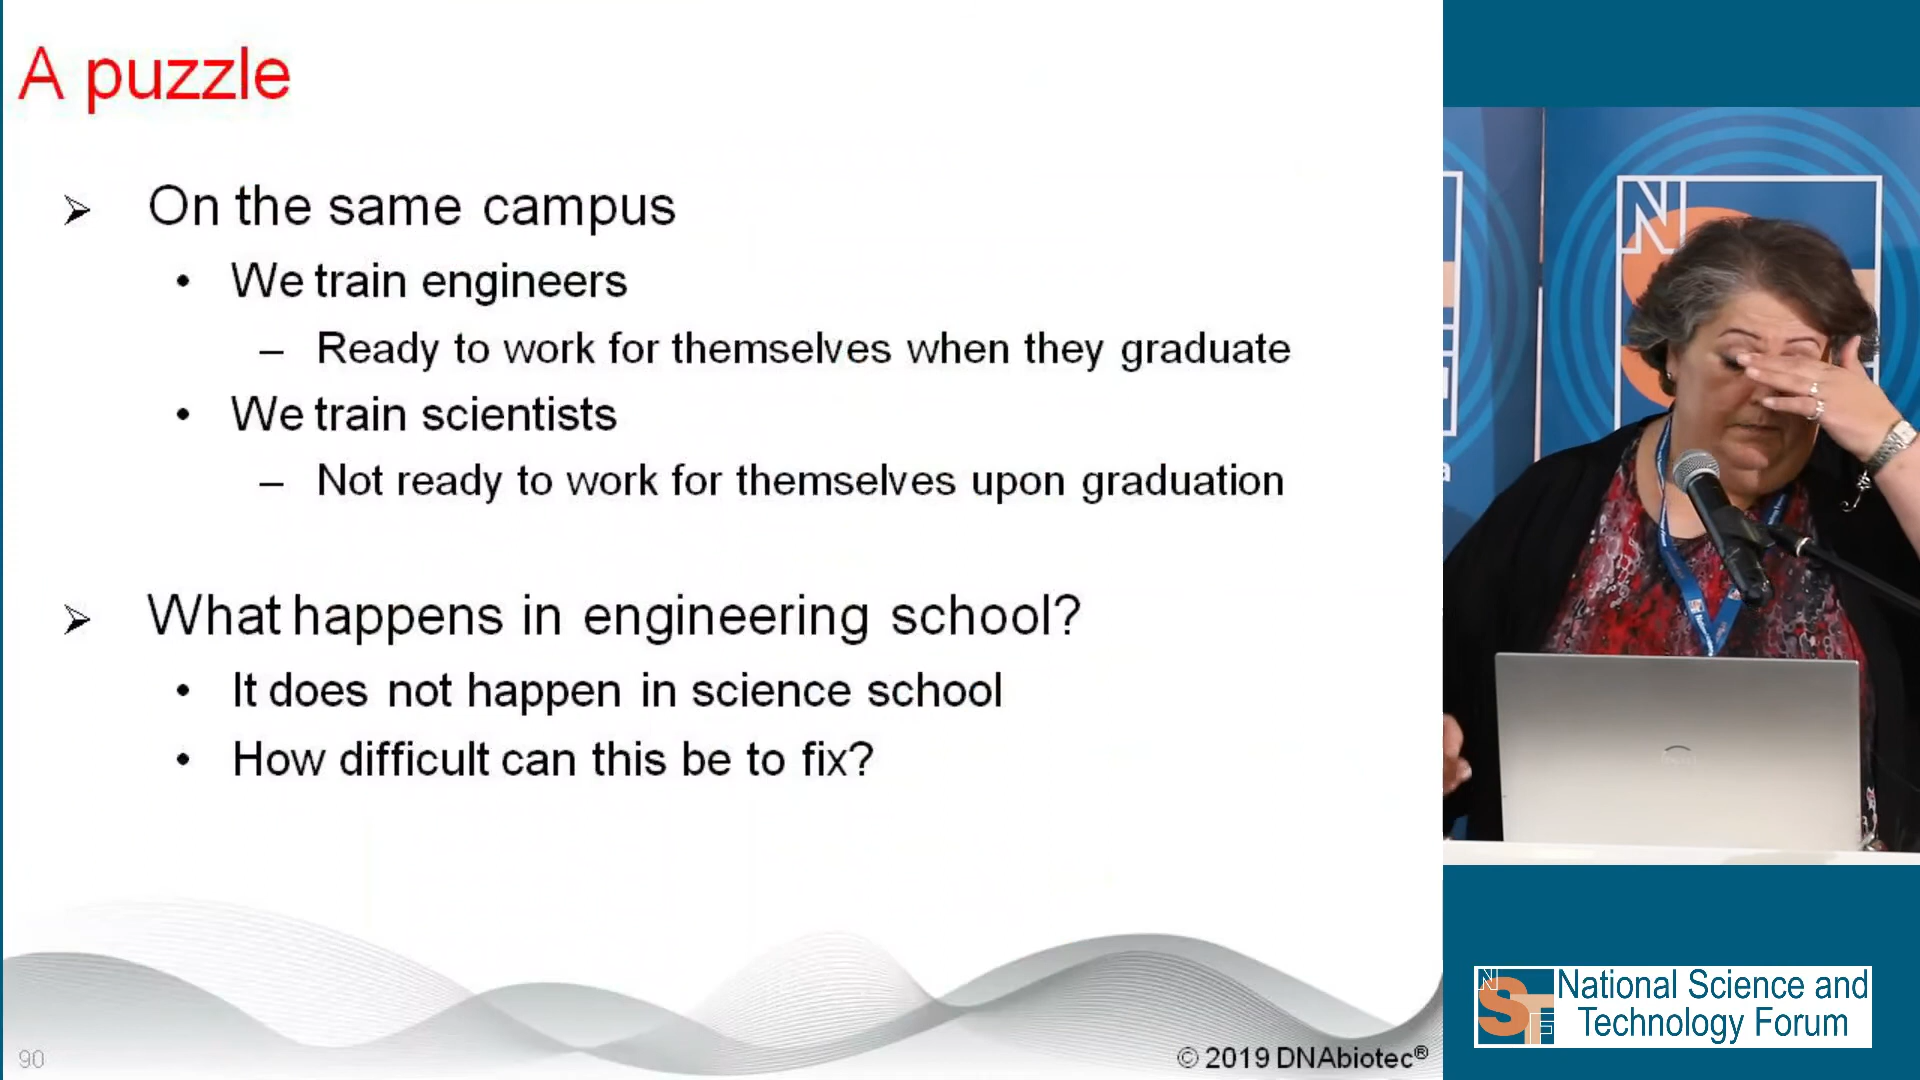 A puzzle
➢ On the same campus
• We train engineers
– Ready to work for themselves when they graduate
• We train scientists
– Not ready to work for themselves upon graduation
➢ What happens in engineering school?
• It does not happen in science school
• How difficult can this be to fix?
90
© 2019 DNAbiotec®
N
a
DELL
NSTF
National Science and
Technology Forum